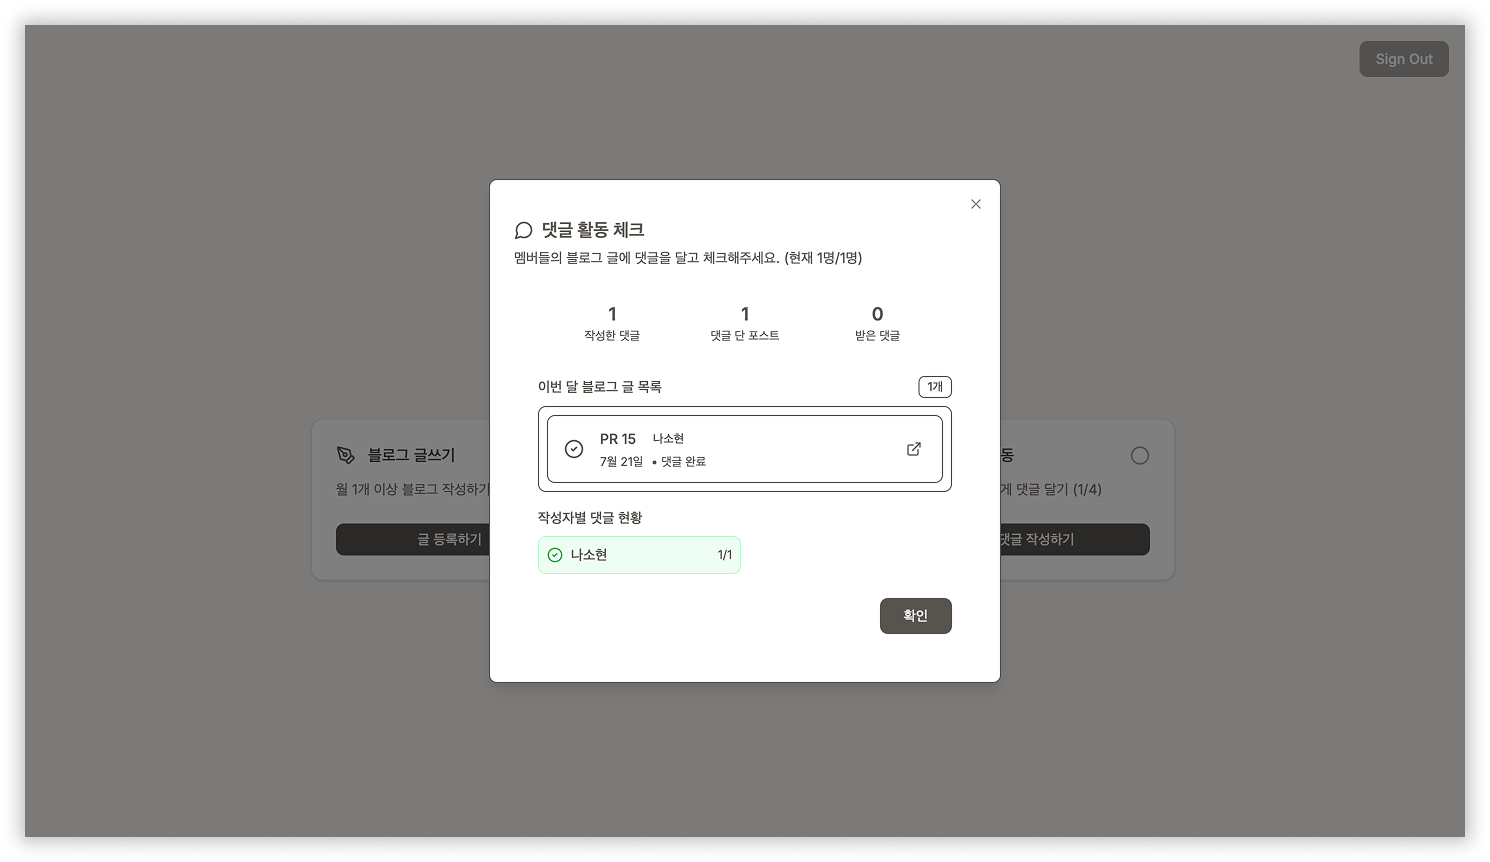 Sign Out
댓글 활동 체크
멤버들의 블로그 글에 댓글을 달고 체크해주세요. (현재 1명/1명)
1 1 0
작성한 댓글 댓글 단 포스트 받은 댓글
이번 달 블로그 글 목록 1개
PR 15 나소현
7월 21일 • 댓글 완료
작성자별 댓글 현황
나소현 1/1
확인
블로그 글쓰기
월 1개 이상 블로그 작성하기
글 등록하기
동
게 댓글 달기 (1/4)
댓글 작성하기